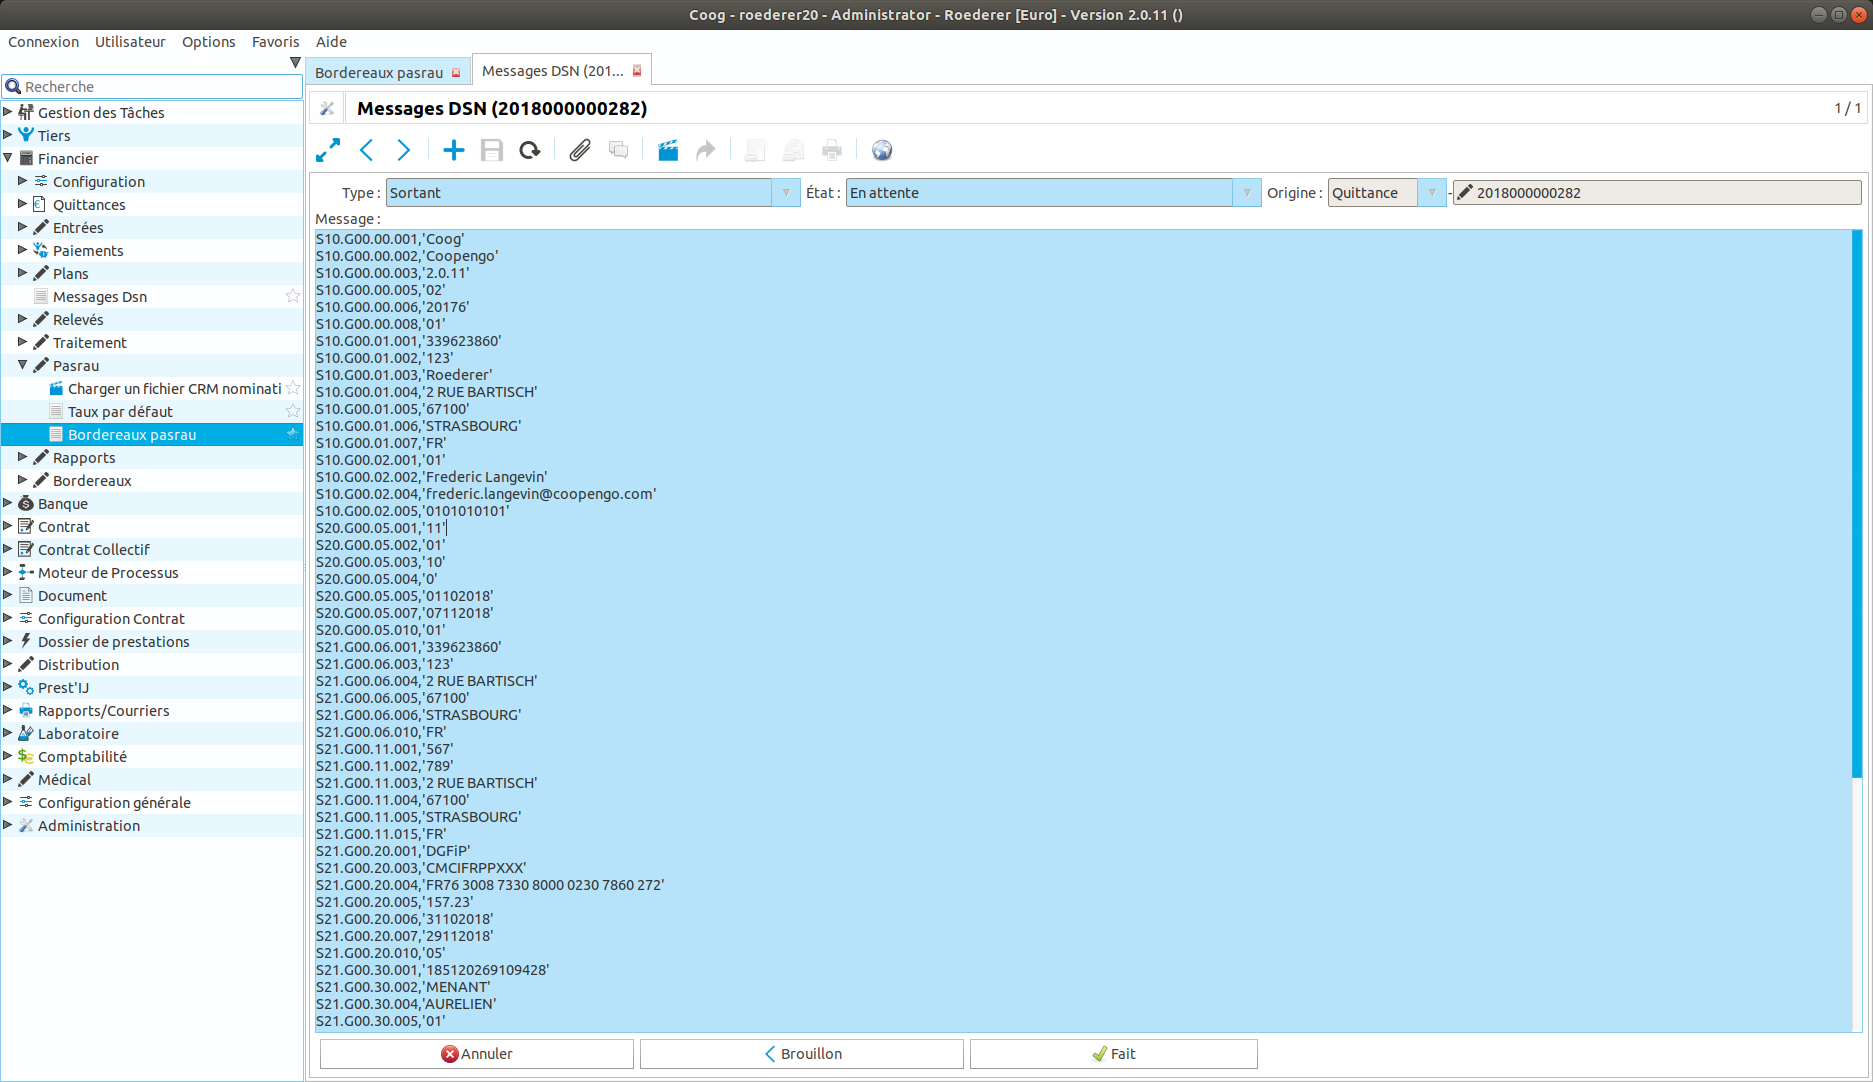 Coog - roederer20 - Administrator - Roederer [Euro] - Version 2.0.11 ()
Connexion Utilisateur Options Favoris Aide
Recherche
Gestion des Tâches
Tiers
Financier
Configuration
Quittances
Entrées
Paiements
Plans
Messages Dsn
Relevés
Traitement
Pasrau
Charger un fichier CRM nominati
Taux par défaut
Bordereaux pasrau
Rapports
Bordereaux
Banque
Contrat
Contrat Collectif
Moteur de Processus
Document
Configuration Contrat
Dossier de prestations
Distribution
Prest'IJ
Rapports/Courriers
Laboratoire
Comptabilité
Médical
Configuration générale
Administration
Bordereaux pasrau Messages DSN (201...
Messages DSN (2018000000282) 1 / 1
Type : Sortant État : En attente Origine : Quittance - 2018000000282
Message :
S10.G00.00.001,'Coog'
S10.G00.00.002,'Coopengo'
S10.G00.00.003,'2.0.11'
S10.G00.00.005,'02'
S10.G00.00.006,'20176'
S10.G00.00.008,'01'
S10.G00.01.001,'339623860'
S10.G00.01.002,'123'
S10.G00.01.003,'Roederer'
S10.G00.01.004,'2 RUE BARTISCH'
S10.G00.01.005,'67100'
S10.G00.01.006,'STRASBOURG'
S10.G00.01.007,'FR'
S10.G00.02.001,'01'
S10.G00.02.002,'Frederic Langevin'
S10.G00.02.004,'frederic.langevin@coopengo.com'
S10.G00.02.005,'0101010101'
S20.G00.05.001,'11'
S20.G00.05.002,'01'
S20.G00.05.003,'10'
S20.G00.05.004,'0'
S20.G00.05.005,'01102018'
S20.G00.05.007,'07112018'
S20.G00.05.010,'01'
S21.G00.06.001,'339623860'
S21.G00.06.003,'123'
S21.G00.06.004,'2 RUE BARTISCH'
S21.G00.06.005,'67100'
S21.G00.06.006,'STRASBOURG'
S21.G00.06.010,'FR'
S21.G00.11.001,'567'
S21.G00.11.002,'789'
S21.G00.11.003,'2 RUE BARTISCH'
S21.G00.11.004,'67100'
S21.G00.11.005,'STRASBOURG'
S21.G00.11.015,'FR'
S21.G00.20.001,'DGFiP'
S21.G00.20.003,'CMCIFRPPXXX'
S21.G00.20.004,'FR76 3008 7330 8000 0230 7860 272'
S21.G00.20.005,'157.23'
S21.G00.20.006,'31102018'
S21.G00.20.007,'29112018'
S21.G00.20.010,'05'
S21.G00.30.001,'185120269109428'
S21.G00.30.002,'MENANT'
S21.G00.30.004,'AURELIEN'
S21.G00.30.005,'01'
Annuler Brouillon Fait